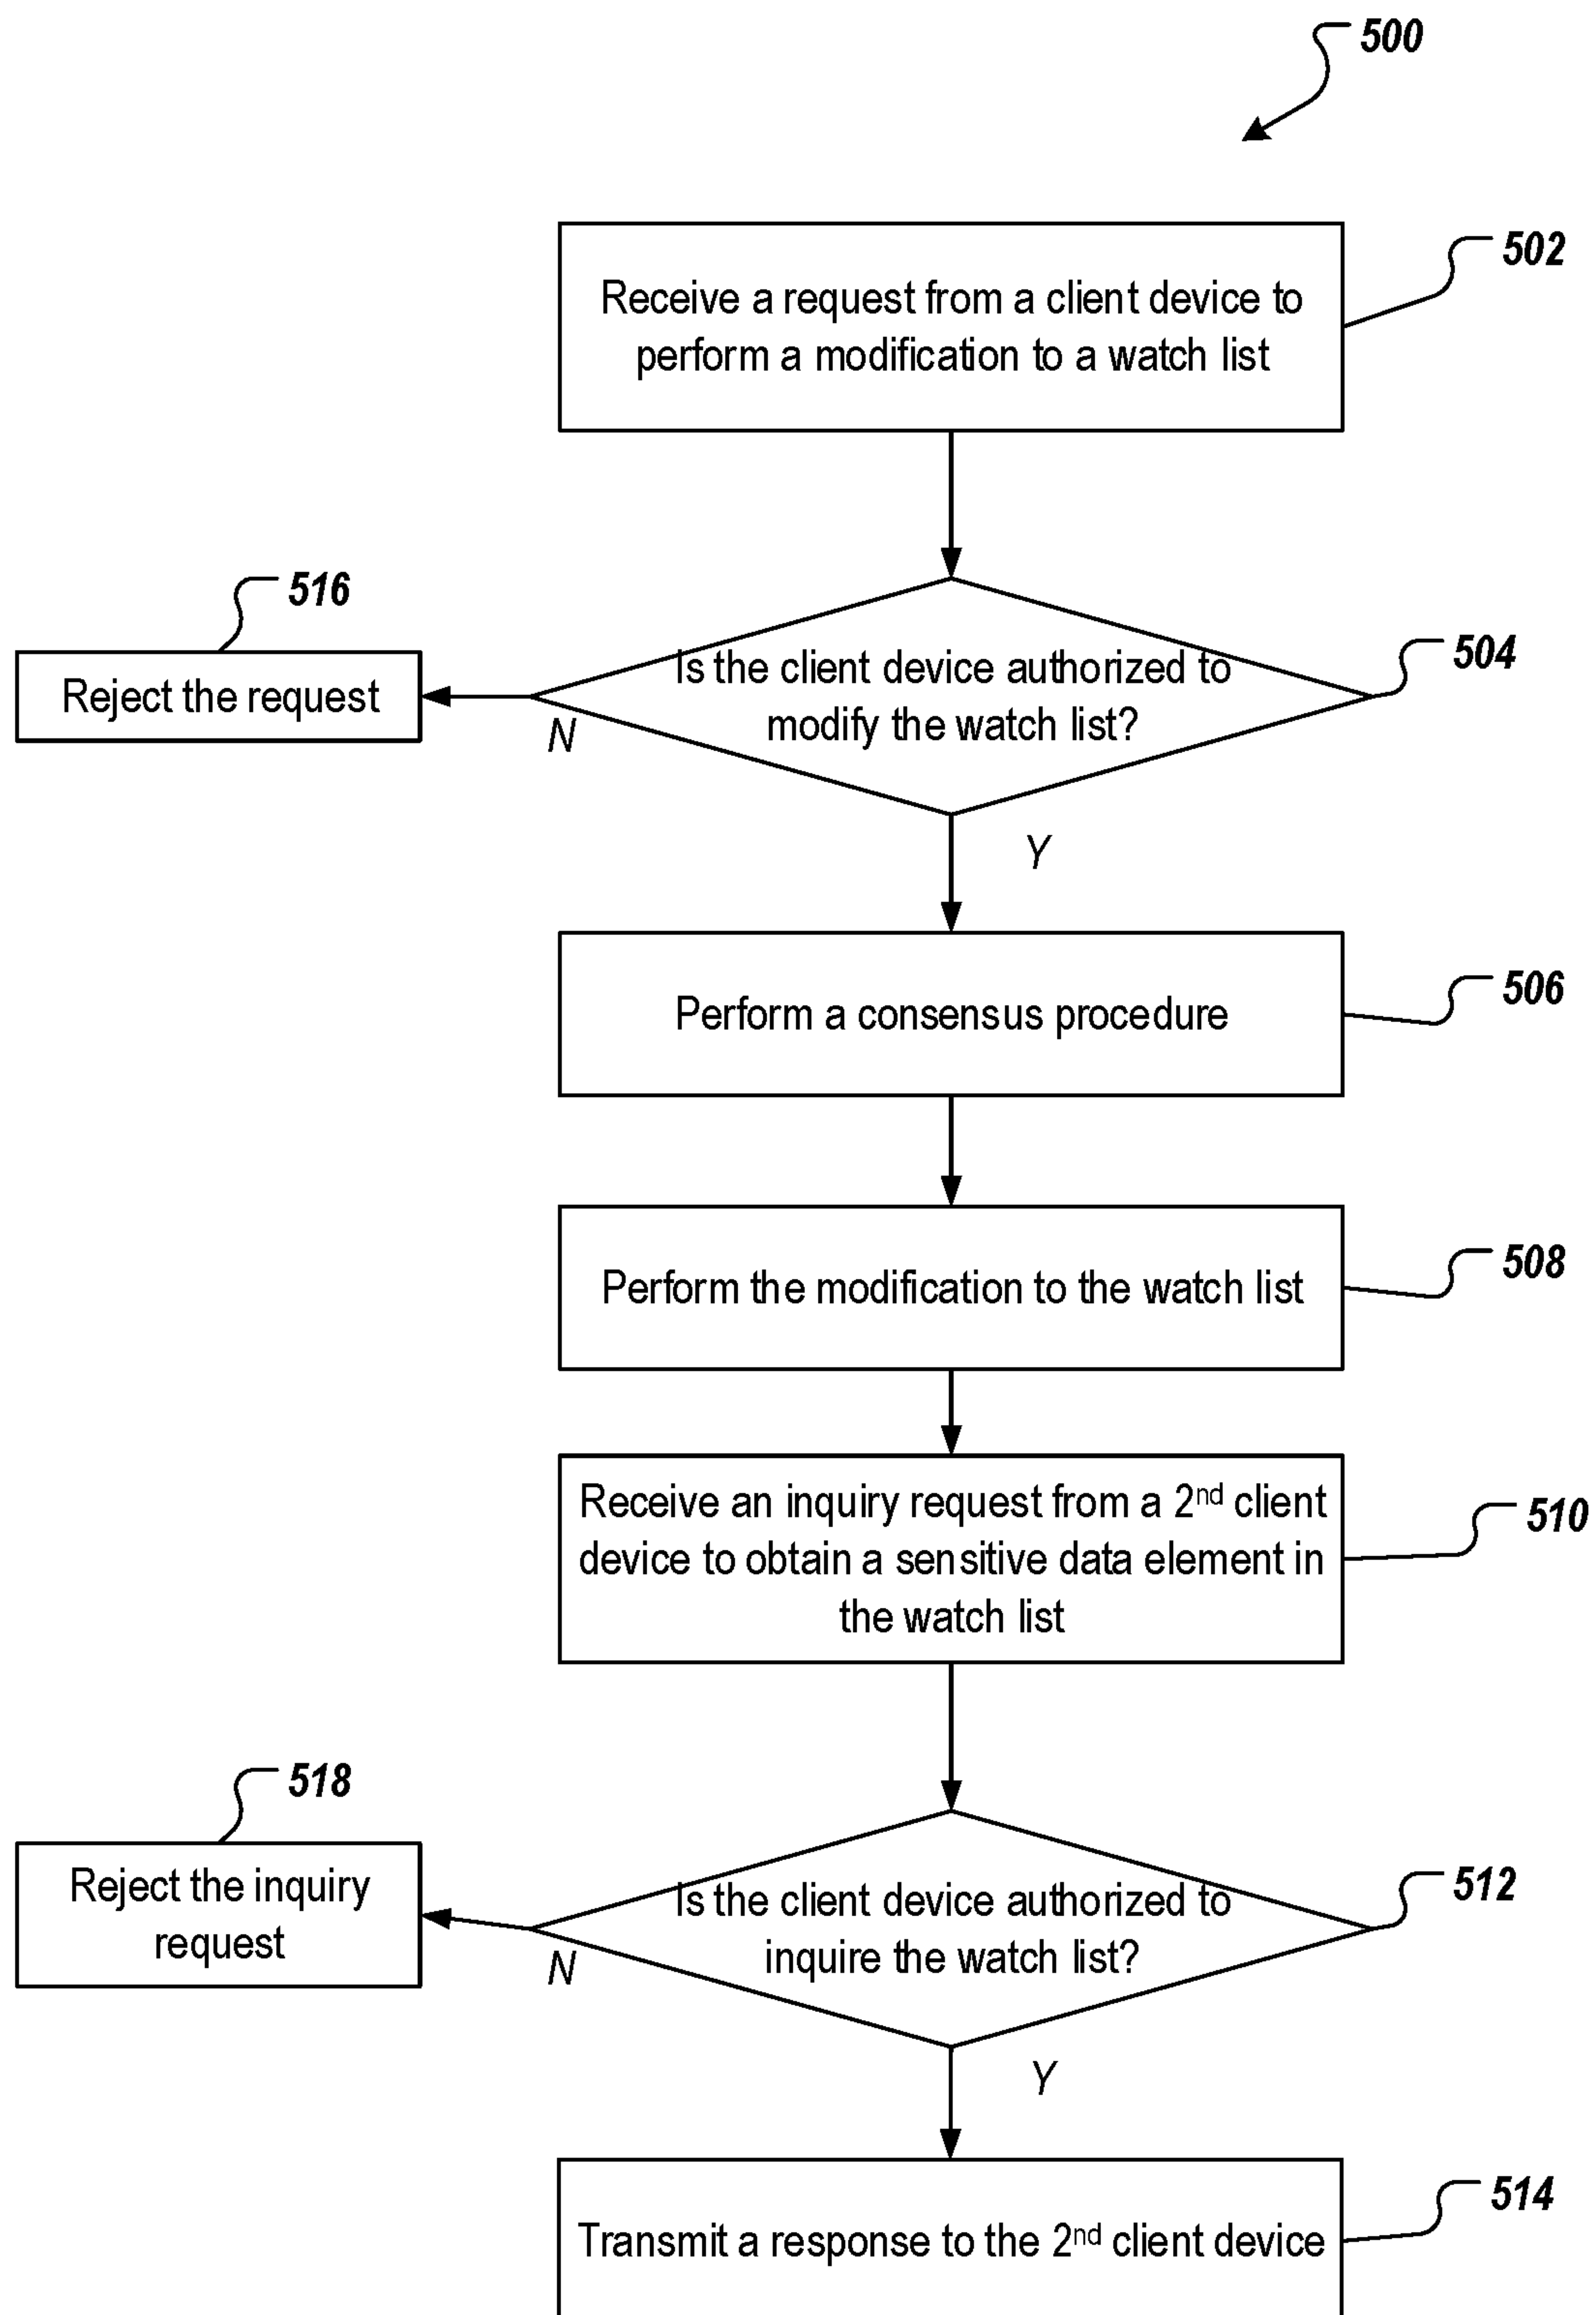 500
502
Receive a request from a client device to
perform a modification to a watch list
516
504
Is the client device authorized to
Reject the request
modify the watch list?
N
Y
506
Perform a consensus procedure
508
Perform the modification to the watch list
Receive an inquiry request from a 2nd client
510
device to obtain a sensitive data element in
the watch list
518
512
Reject the inquiry
request
Is the client device authorized to
inquire the watch list?
N
Y
514
Transmit a response to the 2nd client device